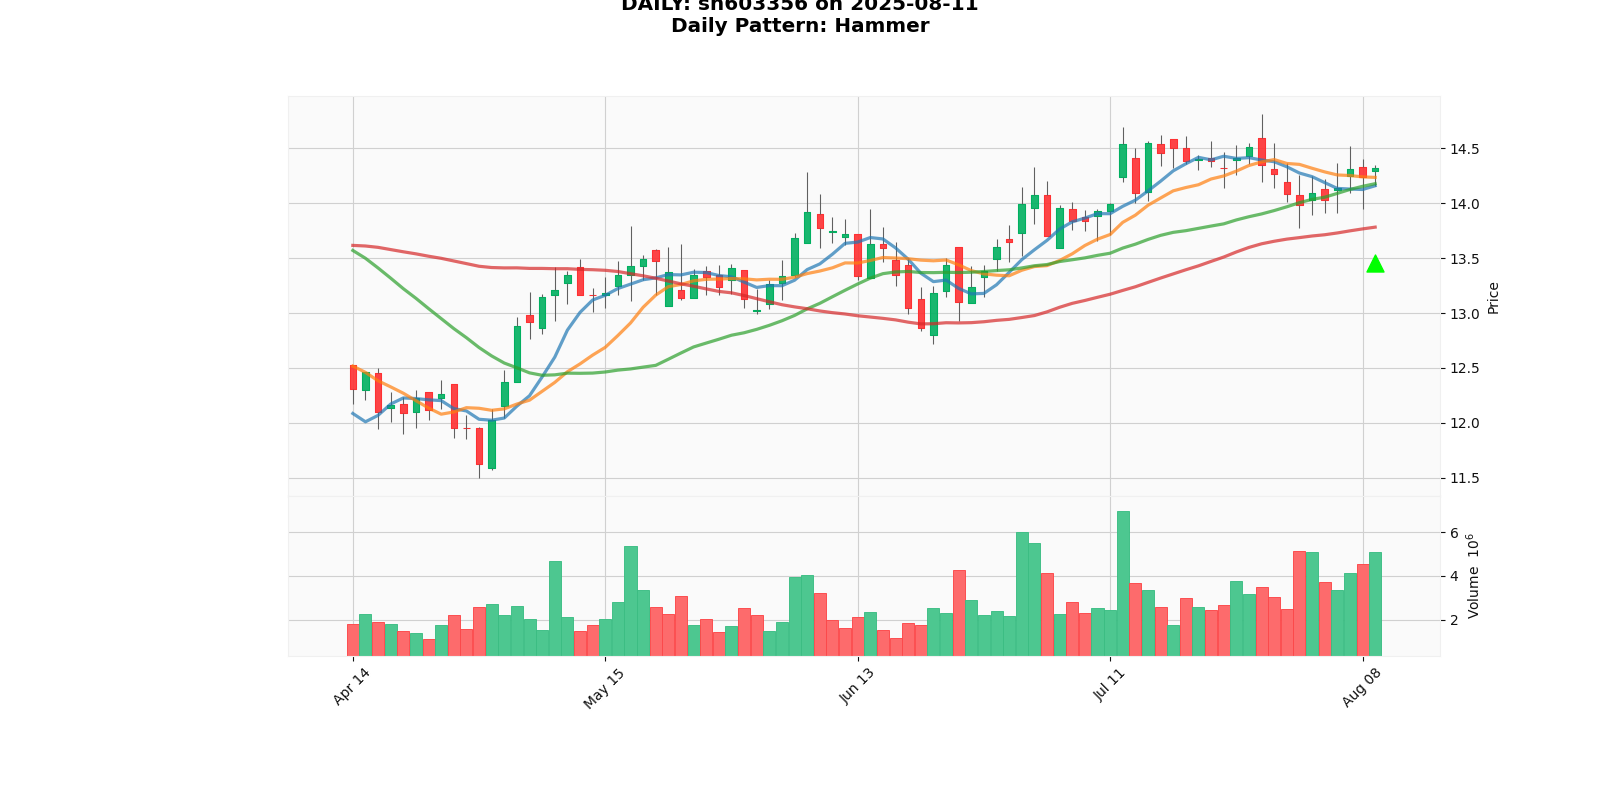 DAILY: sh603356 on 2025-08-11
Daily Pattern: Hammer
14.5
14.0
13.5
13.0
12.5
12.0
11.5
Price
6
4
2
Volume 10^6
Apr 14
May 15
Jun 13
Jul 11
Aug 08